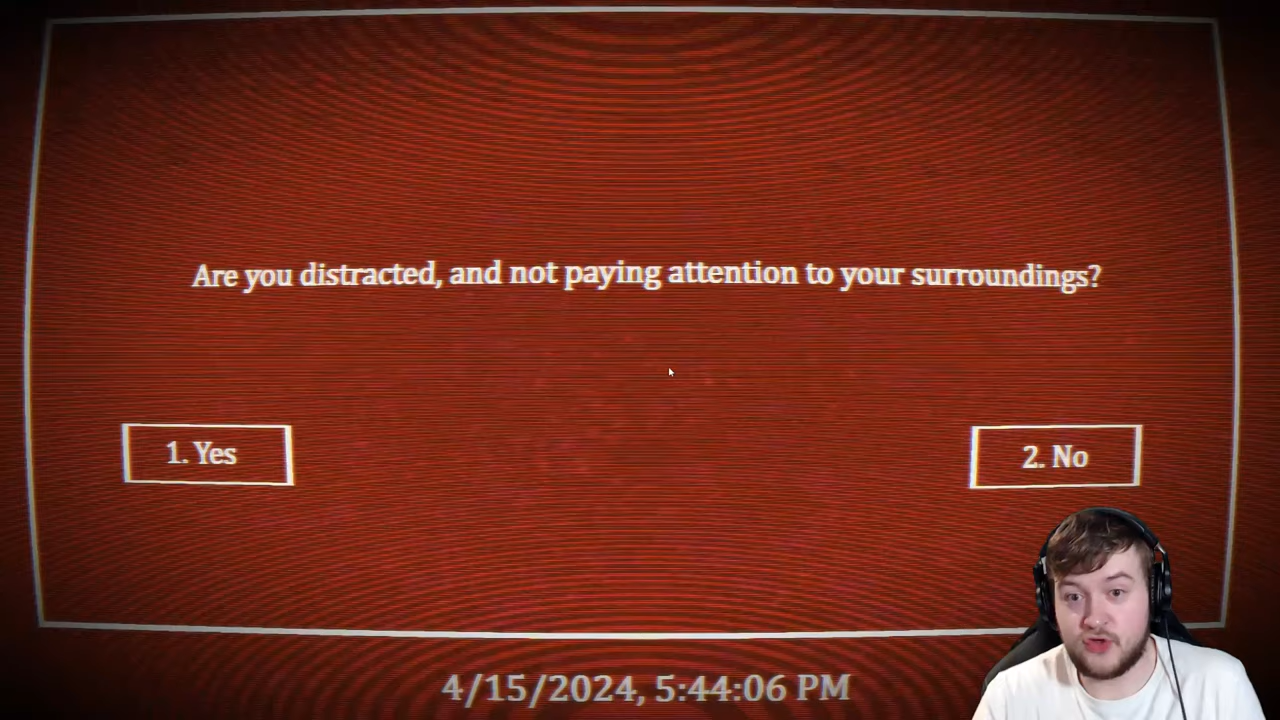 Are you distracted, and not paying attention to your surroundings?
1. Yes
2. No
4/15/2024, 5:44:06 PM